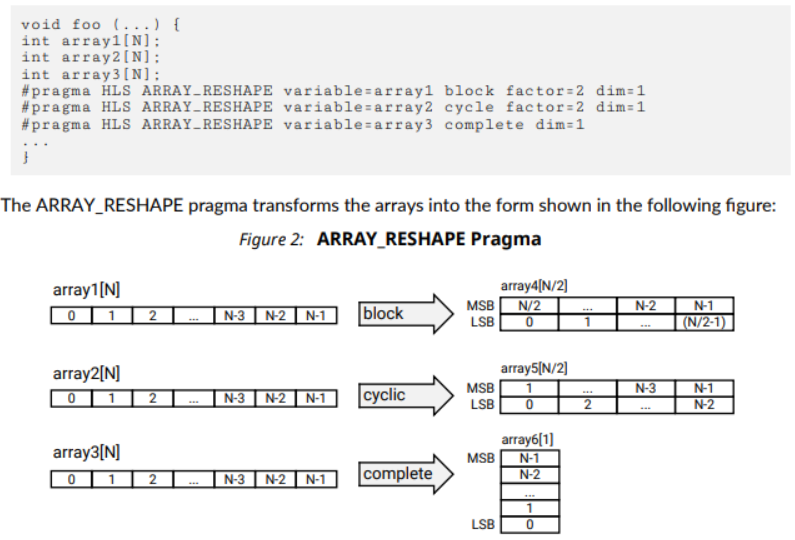 void foo (...) {
int array1[N];
int array2[N];
int array3[N];
#pragma HLS ARRAY_RESHAPE variable=array1 block factor=2 dim=1
#pragma HLS ARRAY_RESHAPE variable=array2 cycle factor=2 dim=1
#pragma HLS ARRAY_RESHAPE variable=array3 complete dim=1
...
}
The ARRAY_RESHAPE pragma transforms the arrays into the form shown in the following figure:
Figure 2: ARRAY_RESHAPE Pragma
array1[N]
0 1 2 ... N-3 N-2 N-1
block
array4[N/2]
MSB N/2 ... N-2 N-1
LSB 0 1 ... (N/2-1)
array2[N]
0 1 2 ... N-3 N-2 N-1
cyclic
array5[N/2]
MSB 1 ... N-3 N-1
LSB 0 2 ... N-2
array3[N]
0 1 2 ... N-3 N-2 N-1
complete
array6[1]
MSB N-1
N-2
...
1
LSB 0